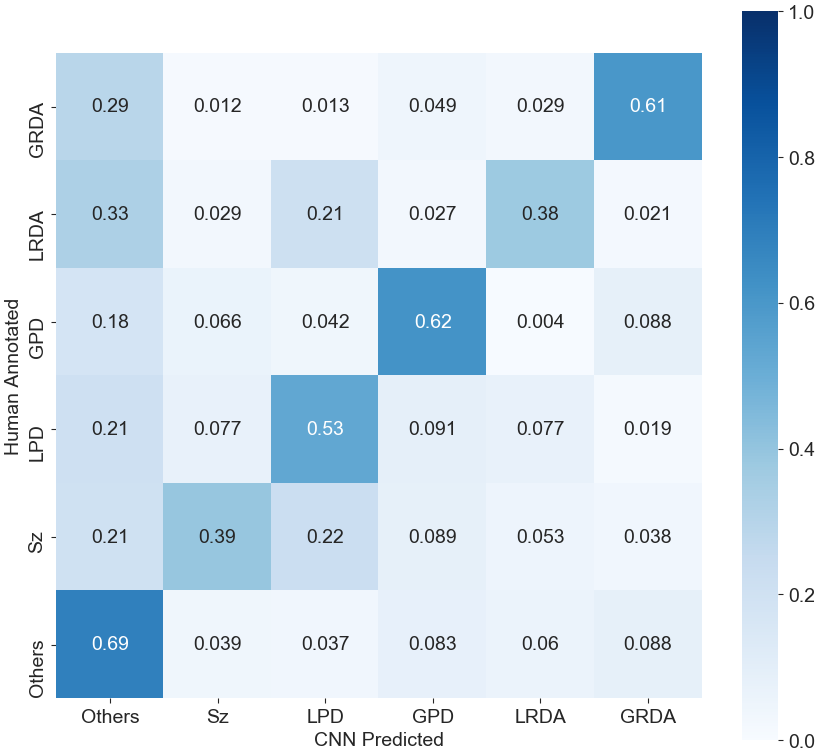 1.0
GRDA 0.29 0.012 0.013 0.049 0.029 0.61
0.8
LRDA 0.33 0.029 0.21 0.027 0.38 0.021
0.6
GPD 0.18 0.066 0.042 0.62 0.004 0.088
Human Annotated
LPD 0.21 0.077 0.53 0.091 0.077 0.019
0.4
Sz 0.21 0.39 0.22 0.089 0.053 0.038
0.2
Others 0.69 0.039 0.037 0.083 0.06 0.088
Others Sz LPD GPD LRDA GRDA
CNN Predicted
0.0